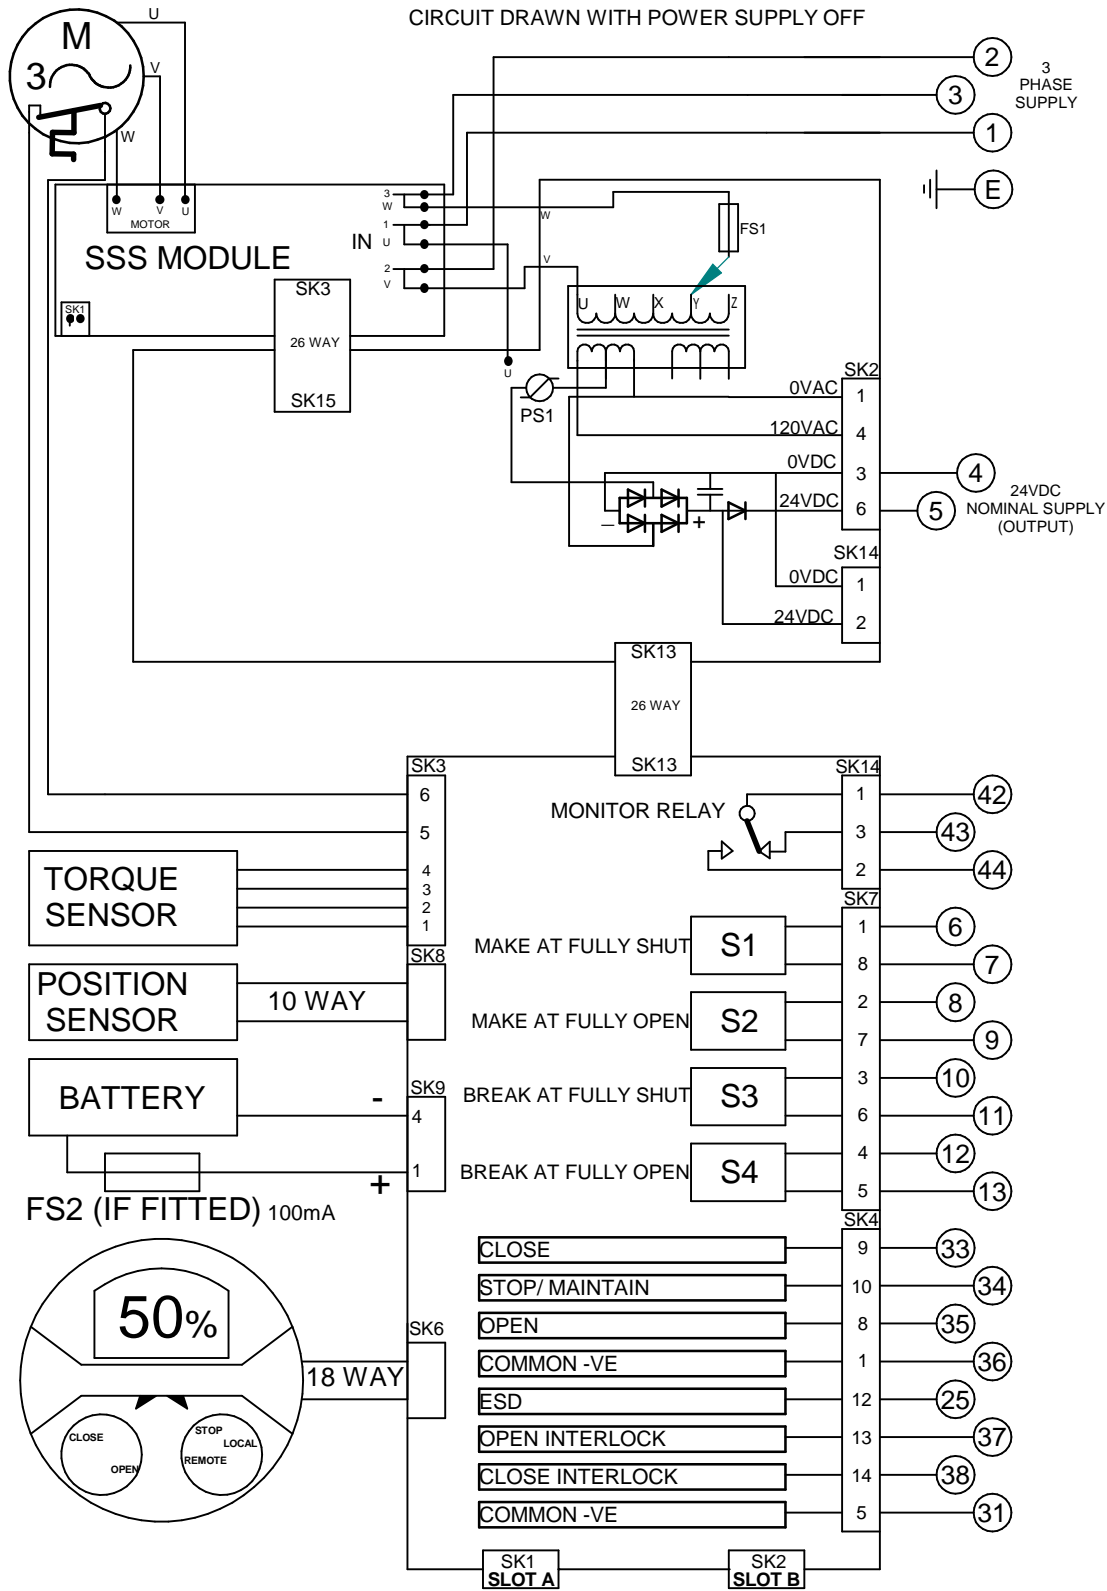 CIRCUIT DRAWN WITH POWER SUPPLY OFF
M
3
U
V
W
2
3
1
E
3
PHASE
SUPPLY
W
V
U
MOTOR
SSS MODULE
IN
3
W
1
U
2
V
SK1
SK3
26 WAY
SK15
W
V
U
FS1
U
W
X
Y
Z
PS1
SK2
0VAC
1
120VAC
4
0VDC
3
4
24VDC
6
5
24VDC
NOMINAL SUPPLY
(OUTPUT)
–
+
SK14
0VDC
1
24VDC
2
SK13
26 WAY
SK13
SK3
6
5
4
3
2
1
TORQUE
SENSOR
SK8
POSITION
SENSOR
10 WAY
BATTERY
SK9
-
4
1
+
FS2 (IF FITTED) 100mA
50%
CLOSE
OPEN
STOP
LOCAL
REMOTE
SK6
18 WAY
MONITOR RELAY
SK14
1
42
3
43
2
44
SK7
MAKE AT FULLY SHUT
S1
1
6
8
7
MAKE AT FULLY OPEN
S2
2
8
7
9
BREAK AT FULLY SHUT
S3
3
10
6
11
BREAK AT FULLY OPEN
S4
4
12
5
13
SK4
CLOSE
9
33
STOP/ MAINTAIN
10
34
OPEN
8
35
COMMON -VE
1
36
ESD
12
25
OPEN INTERLOCK
13
37
CLOSE INTERLOCK
14
38
COMMON -VE
5
31
SK1
SLOT A
SK2
SLOT B